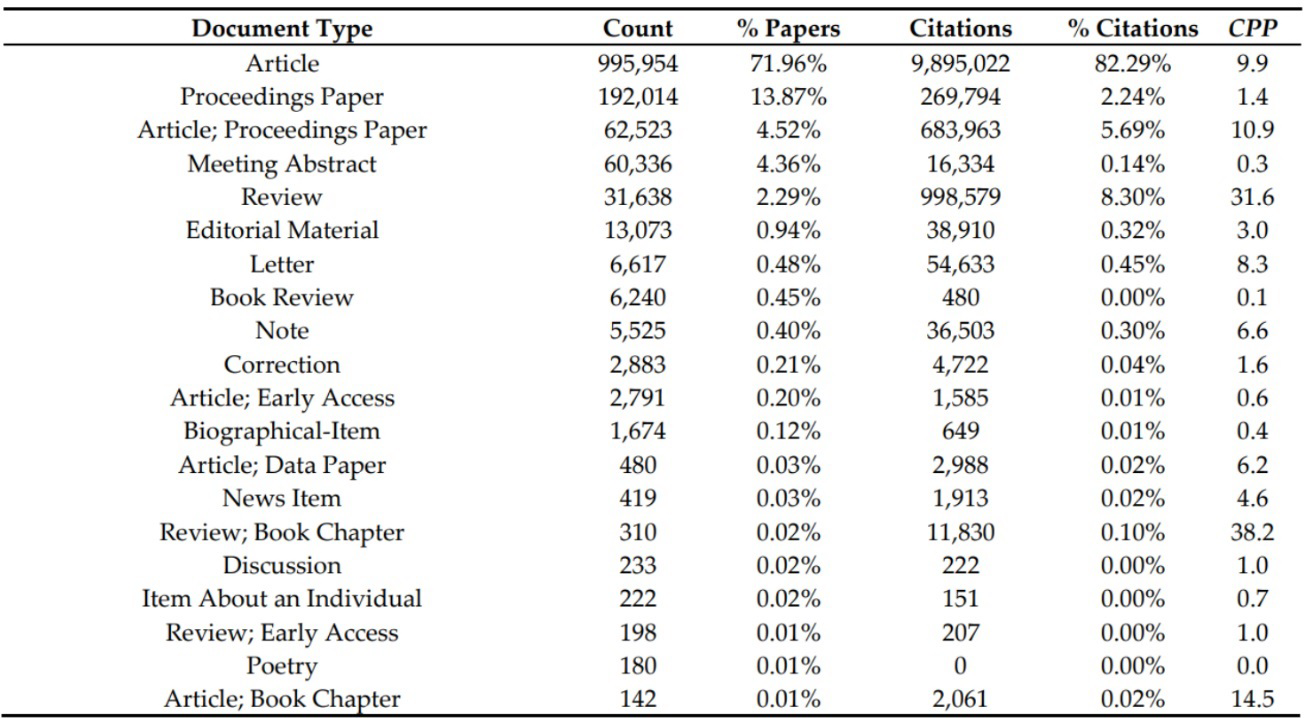 Document Type Count % Papers Citations % Citations CPP
Article 995,954 71.96% 9,895,022 82.29% 9.9
Proceedings Paper 192,014 13.87% 269,794 2.24% 1.4
Article; Proceedings Paper 62,523 4.52% 683,963 5.69% 10.9
Meeting Abstract 60,336 4.36% 16,334 0.14% 0.3
Review 31,638 2.29% 998,579 8.30% 31.6
Editorial Material 13,073 0.94% 38,910 0.32% 3.0
Letter 6,617 0.48% 54,633 0.45% 8.3
Book Review 6,240 0.45% 480 0.00% 0.1
Note 5,525 0.40% 36,503 0.30% 6.6
Correction 2,883 0.21% 4,722 0.04% 1.6
Article; Early Access 2,791 0.20% 1,585 0.01% 0.6
Biographical-Item 1,674 0.12% 649 0.01% 0.4
Article; Data Paper 480 0.03% 2,988 0.02% 6.2
News Item 419 0.03% 1,913 0.02% 4.6
Review; Book Chapter 310 0.02% 11,830 0.10% 38.2
Discussion 233 0.02% 222 0.00% 1.0
Item About an Individual 222 0.02% 151 0.00% 0.7
Review; Early Access 198 0.01% 207 0.00% 1.0
Poetry 180 0.01% 0 0.00% 0.0
Article; Book Chapter 142 0.01% 2,061 0.02% 14.5